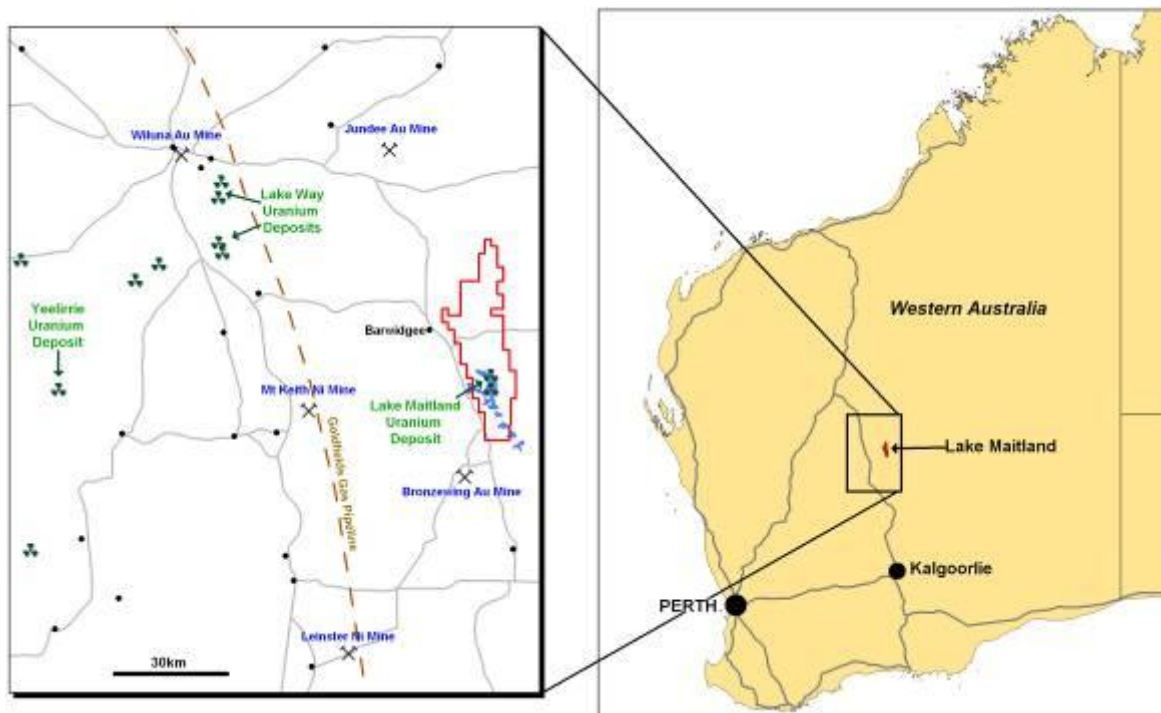 Wiluna Au Mine
Jundee Au Mine
Lake Way
Uranium
Deposits
Yeelirrie
Uranium
Deposit
Barwidgee
Mt Keith Ni Mine
Lake Maitland
Uranium
Deposit
Goldfields Gas Pipeline
Bronzewing Au Mine
Leinster Ni Mine
30km
Western Australia
Lake Maitland
Kalgoorlie
PERTH